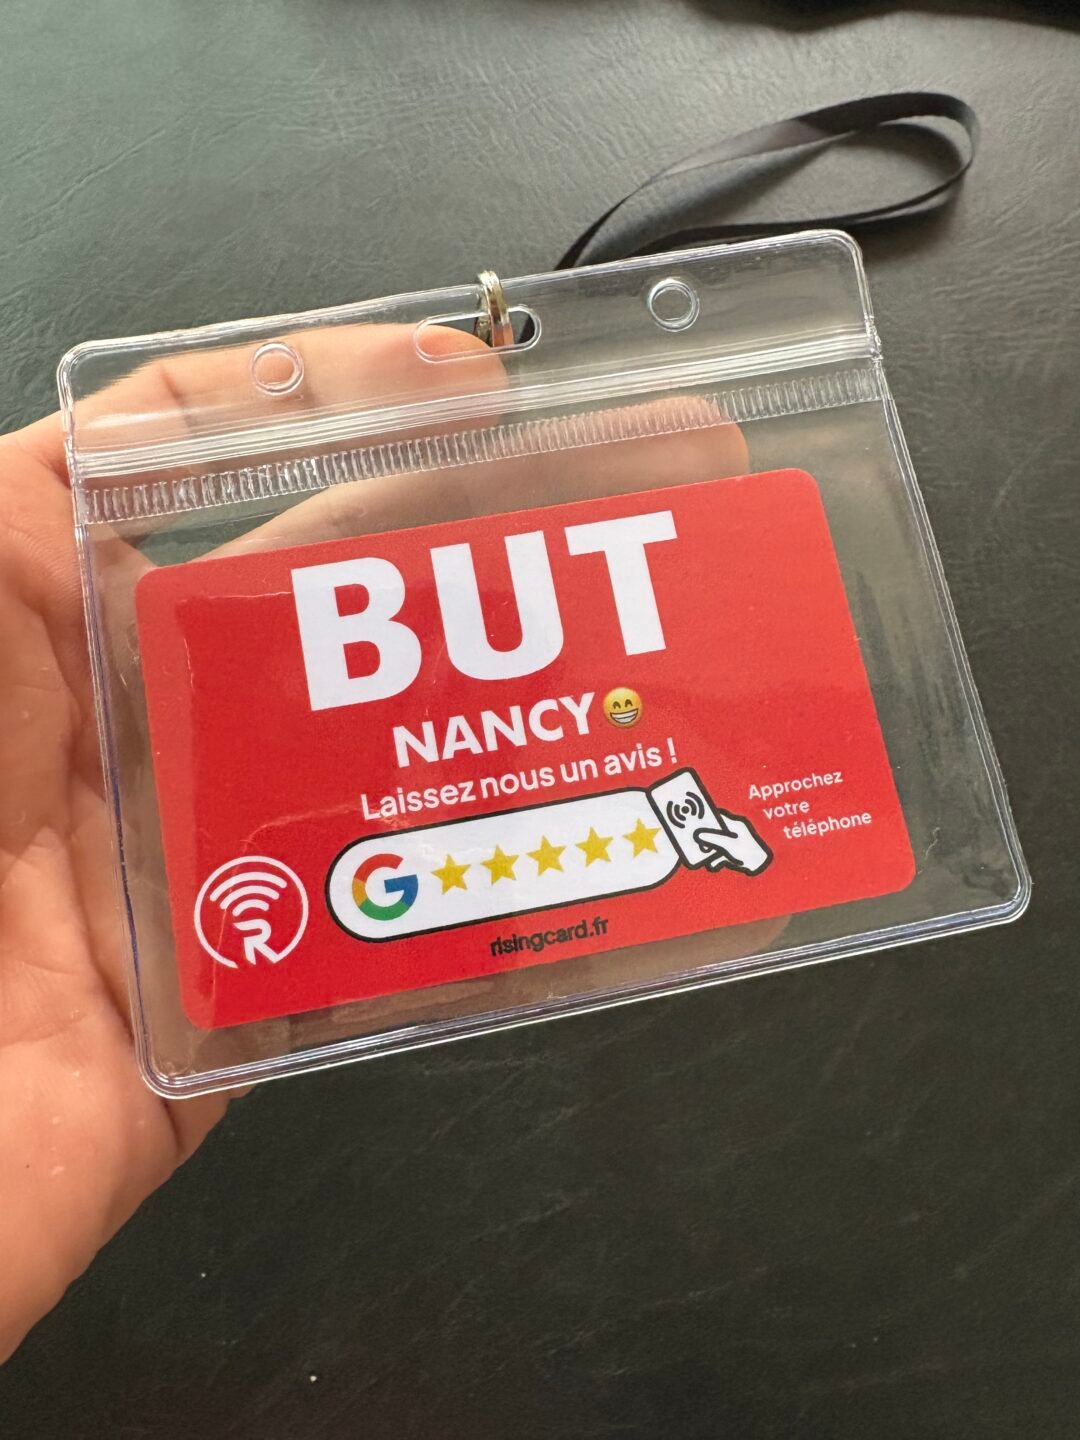 BUT
NANCY😁
Laissez nous un avis !
Approchez
votre
téléphone
G
R
risingcard.fr